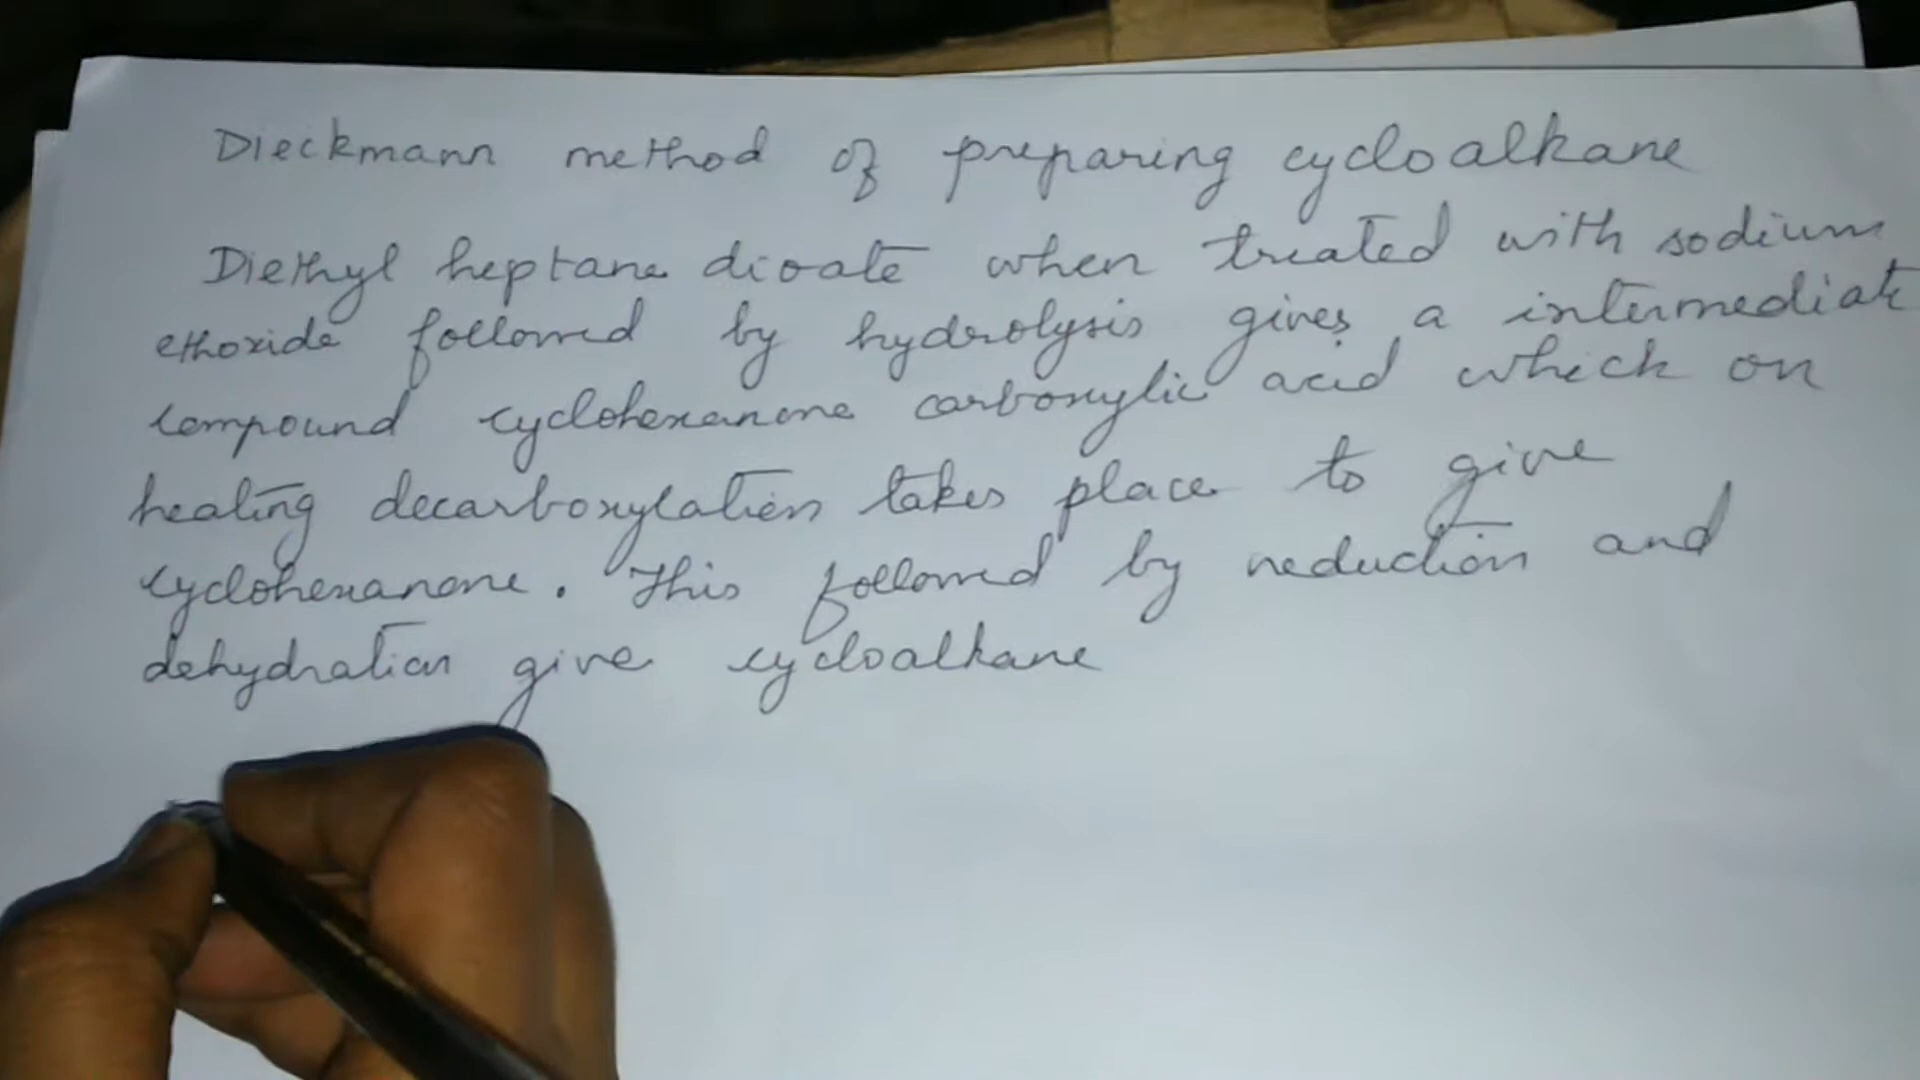 Dieckmann method of preparing cycloalkane
Diethyl heptane dioate when treated with sodium
ethoxide followed by hydrolysis gives a intermediate
compound cyclohexanone carboxylic acid which on
heating decarboxylation takes place to give
cyclohexanone. This followed by reduction and
dehydration give cycloalkane